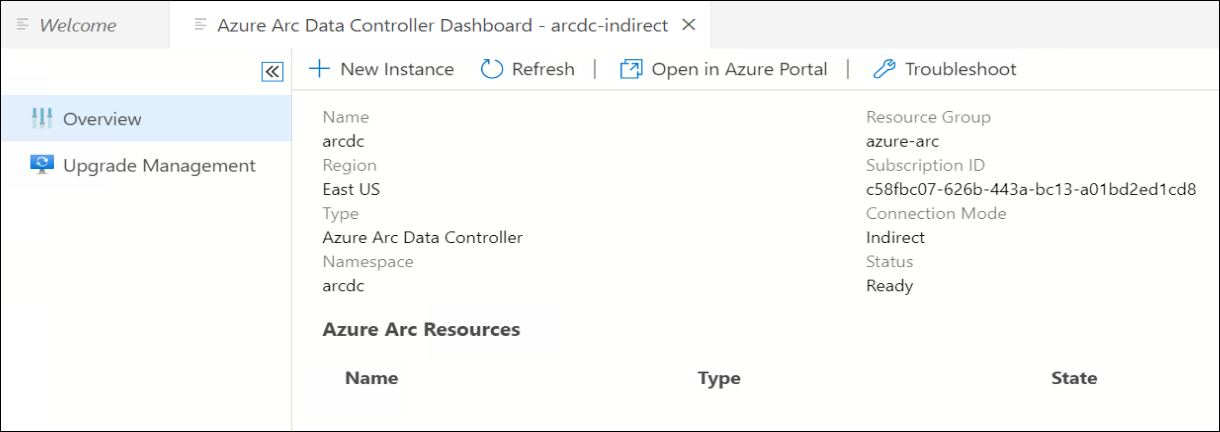 Welcome
Azure Arc Data Controller Dashboard - arcdc-indirect
New Instance Refresh | Open in Azure Portal | Troubleshoot
Overview
Upgrade Management
Name
arcdc
Region
East US
Type
Azure Arc Data Controller
Namespace
arcdc
Resource Group
azure-arc
Subscription ID
c58fbc07-626b-443a-bc13-a01bd2ed1cd8
Connection Mode
Indirect
Status
Ready
Azure Arc Resources
Name Type State